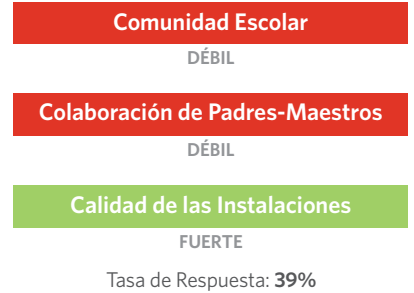 Comunidad Escolar
DÉBIL
Colaboración de Padres-Maestros
DÉBIL
Calidad de las Instalaciones
FUERTE
Tasa de Respuesta: 39%